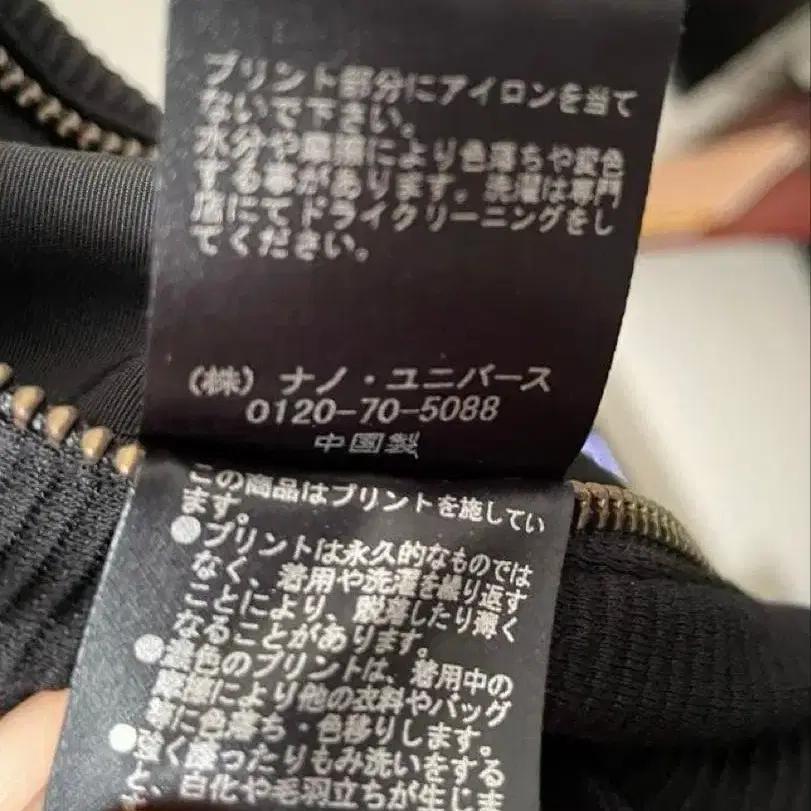 プリント部分にアイロンを当て
ないで下さい。
水分や摩擦により色落ちや変色
する事があります。洗濯は専門
店にてドライクリーニングをし
てください。
(株) ナノ・ユニバース
0120-70-5088
中国製
この商品はプリントを施してい
ます。
●プリントは永久的なものでは
なく、着用や洗濯を繰り返す
ことにより、脱落したり薄く
なることがあります。
●濃色のプリントは、着用中の
摩擦により他の衣料やバッグ
等に色落ち・色移りします。
●強く擦ったりもみ洗いをする
と、白化や毛羽立ちが生じま